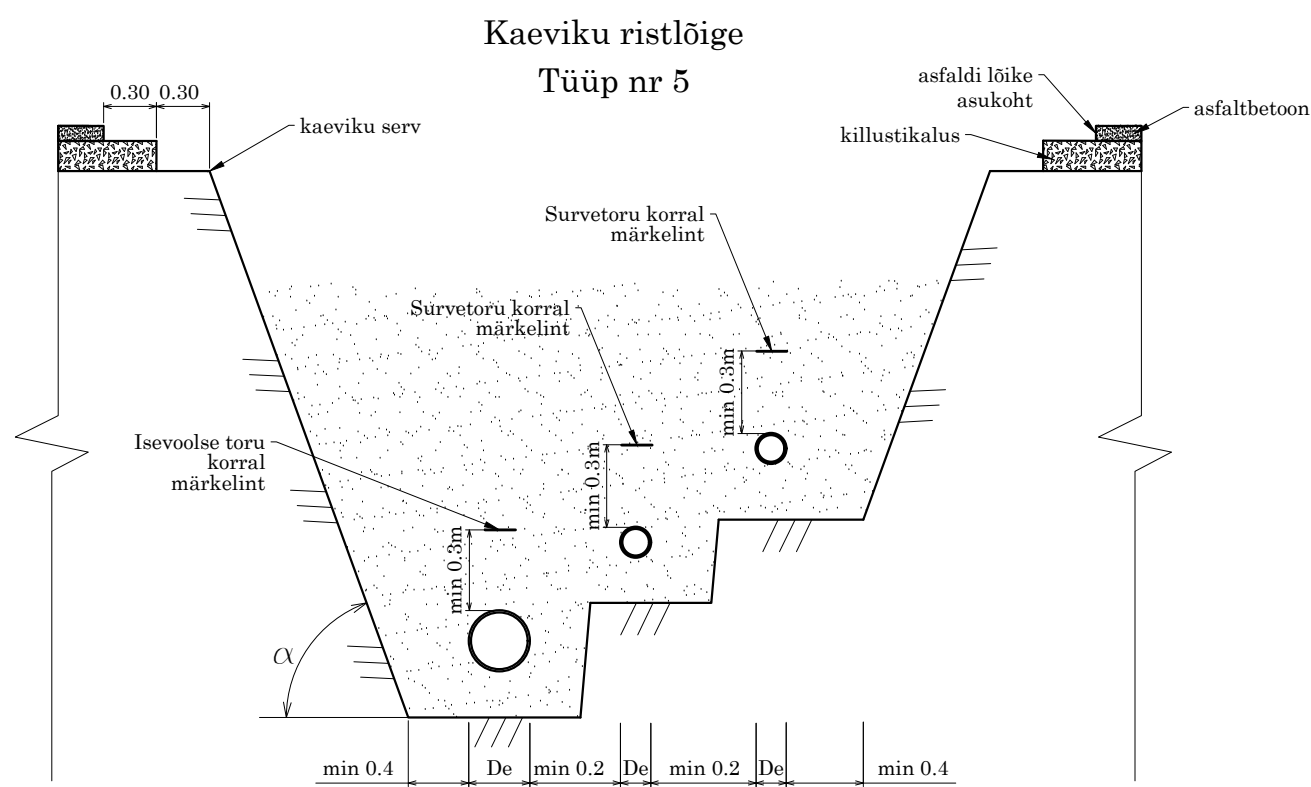 Kaeviku ristlõige
Tüüp nr 5
0.30 0.30
kaeviku serv
asfaldi lõike
asukoht
asfaltbetoon
killustikalus
Survetoru korral
märkelint
Survetoru korral
märkelint
Isevoolse toru
korral
märkelint
min 0.3m
min 0.3m
min 0.3m
α
min 0.4 De min 0.2 De min 0.2 De min 0.4